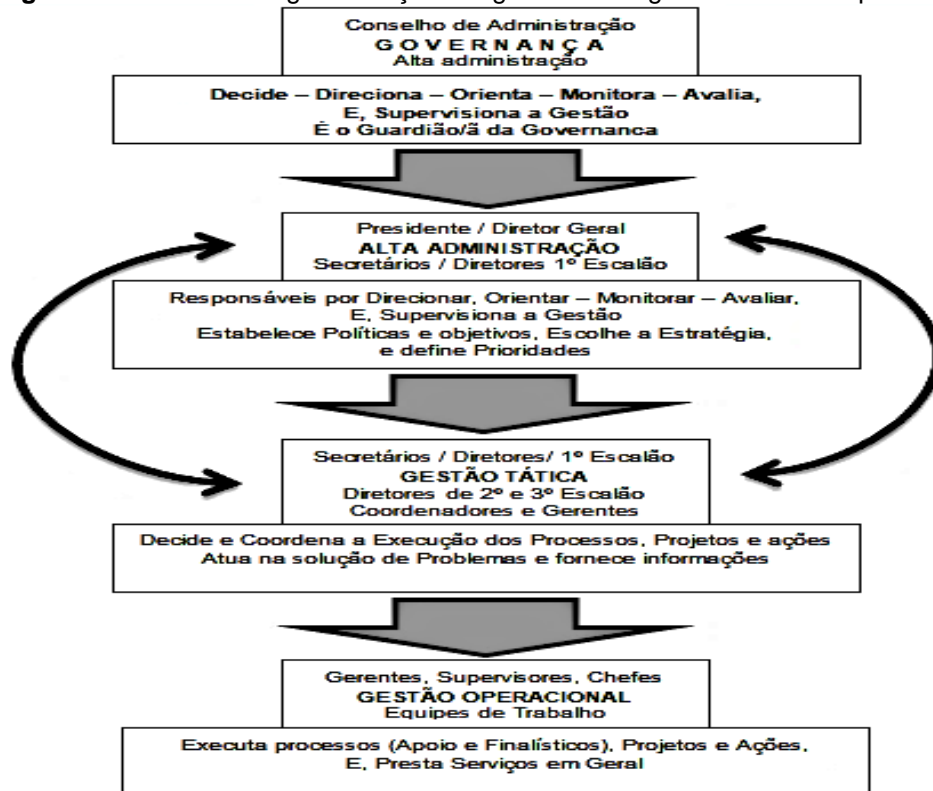 Conselho de Administração
GOVERNANÇA
Alta administração
Decide – Direciona – Orienta – Monitora – Avalia,
E, Supervisiona a Gestão
É o Guardião/ã da Governanca
Presidente / Diretor Geral
ALTA ADMINISTRAÇÃO
Secretários / Diretores 1º Escalão
Responsáveis por Direcionar, Orientar – Monitorar – Avaliar,
E, Supervisiona a Gestão
Estabelece Políticas e objetivos, Escolhe a Estratégia,
e define Prioridades
Secretários / Diretores/ 1º Escalão
GESTÃO TÁTICA
Diretores de 2º e 3º Escalão
Coordenadores e Gerentes
Decide e Coordena a Execução dos Processos, Projetos e ações
Atua na solução de Problemas e fornece informações
Gerentes, Supervisores, Chefes
GESTÃO OPERACIONAL
Equipes de Trabalho
Executa processos (Apoio e Finalísticos), Projetos e Ações,
E, Presta Serviços em Geral